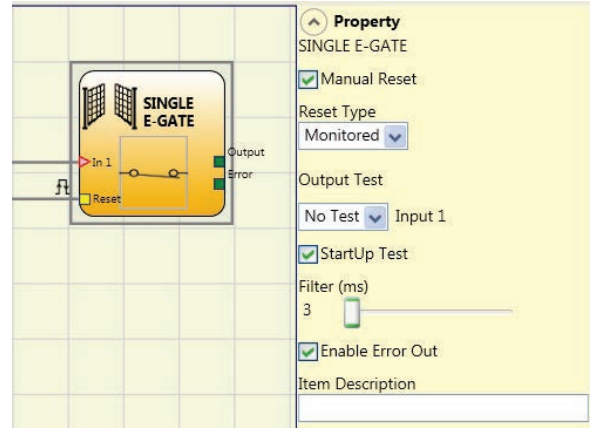 SINGLE
E-GATE
In 1
Output
Error
Reset
Property
SINGLE E-GATE
Manual Reset
Reset Type
Monitored
Output Test
No Test Input 1
StartUp Test
Filter (ms)
3
Enable Error Out
Item Description